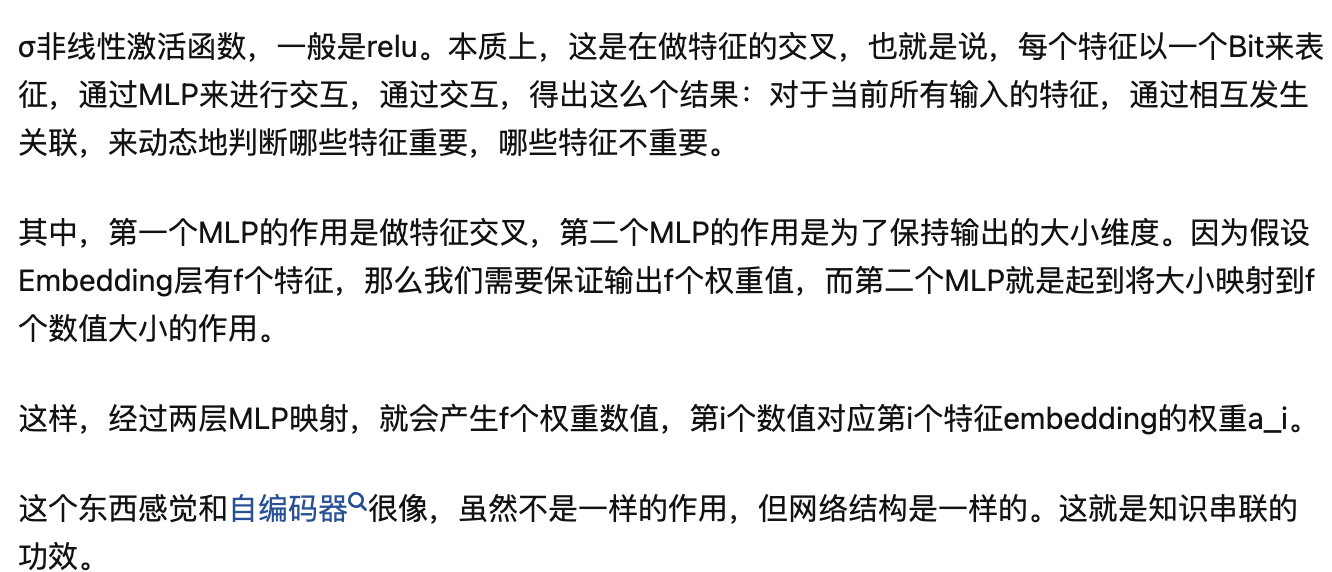 σ非线性激活函数，一般是relu。本质上，这是在做特征的交叉，也就是说，每个特征以一个Bit来表
征，通过MLP来进行交互，通过交互，得出这么个结果：对于当前所有输入的特征，通过相互发生
关联，来动态地判断哪些特征重要，哪些特征不重要。
其中，第一个MLP的作用是做特征交叉，第二个MLP的作用是为了保持输出的大小维度。因为假设
Embedding层有f个特征，那么我们需要保证输出f个权重值，而第二个MLP就是起到将大小映射到f
个数值大小的作用。
这样，经过两层MLP映射，就会产生f个权重数值，第i个数值对应第i个特征embedding的权重a_i。
这个东西感觉和自编码器很像，虽然不是一样的作用，但网络结构是一样的。这就是知识串联的
功效。